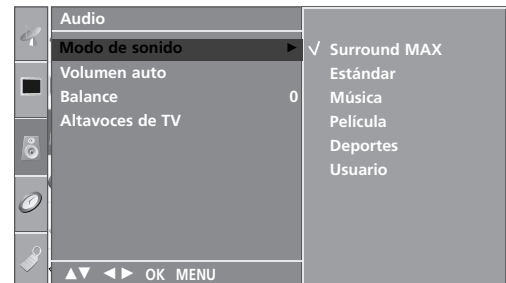 Audio
Modo de sonido ►
Volumen auto
Balance 0
Altavoces de TV
√ Surround MAX
Estándar
Música
Película
Deportes
Usuario
▲▼ ◄► OK MENU